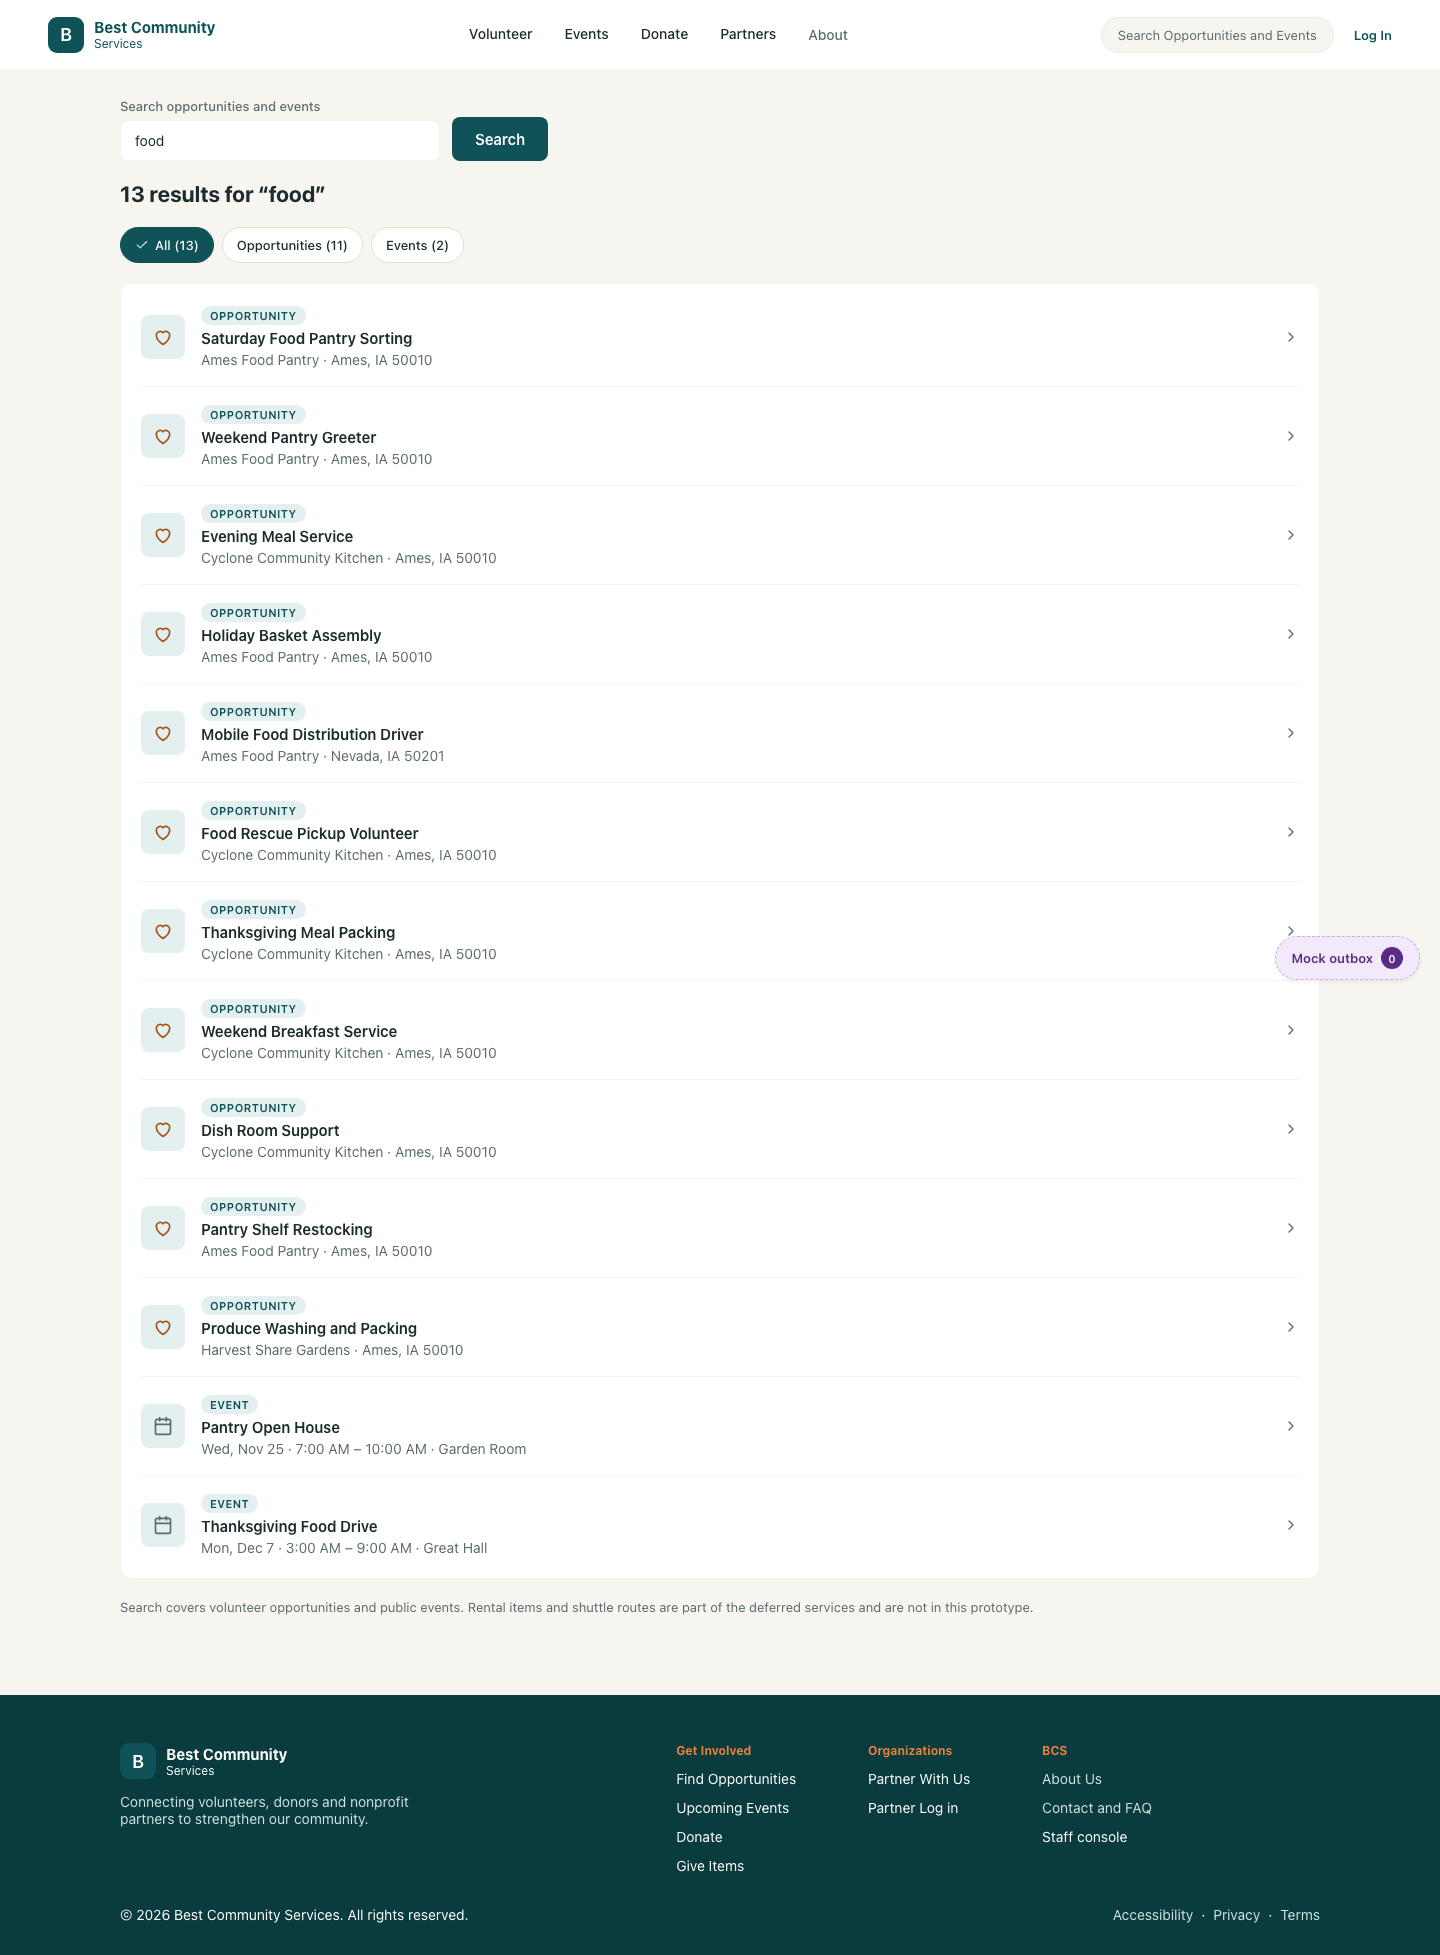 B
Best Community
Services
Volunteer
Events
Donate
Partners
About
Search Opportunities and Events
Log In
Search opportunities and events
food
Search
13 results for “food”
All (13)
Opportunities (11)
Events (2)
OPPORTUNITY
Saturday Food Pantry Sorting
Ames Food Pantry · Ames, IA 50010
OPPORTUNITY
Weekend Pantry Greeter
Ames Food Pantry · Ames, IA 50010
OPPORTUNITY
Evening Meal Service
Cyclone Community Kitchen · Ames, IA 50010
OPPORTUNITY
Holiday Basket Assembly
Ames Food Pantry · Ames, IA 50010
OPPORTUNITY
Mobile Food Distribution Driver
Ames Food Pantry · Nevada, IA 50201
OPPORTUNITY
Food Rescue Pickup Volunteer
Cyclone Community Kitchen · Ames, IA 50010
OPPORTUNITY
Thanksgiving Meal Packing
Cyclone Community Kitchen · Ames, IA 50010
Mock outbox 0
OPPORTUNITY
Weekend Breakfast Service
Cyclone Community Kitchen · Ames, IA 50010
OPPORTUNITY
Dish Room Support
Cyclone Community Kitchen · Ames, IA 50010
OPPORTUNITY
Pantry Shelf Restocking
Ames Food Pantry · Ames, IA 50010
OPPORTUNITY
Produce Washing and Packing
Harvest Share Gardens · Ames, IA 50010
EVENT
Pantry Open House
Wed, Nov 25 · 7:00 AM – 10:00 AM · Garden Room
EVENT
Thanksgiving Food Drive
Mon, Dec 7 · 3:00 AM – 9:00 AM · Great Hall
Search covers volunteer opportunities and public events. Rental items and shuttle routes are part of the deferred services and are not in this prototype.
B
Best Community
Services
Connecting volunteers, donors and nonprofit
partners to strengthen our community.
Get Involved
Find Opportunities
Upcoming Events
Donate
Give Items
Organizations
Partner With Us
Partner Log in
BCS
About Us
Contact and FAQ
Staff console
© 2026 Best Community Services. All rights reserved.
Accessibility · Privacy · Terms